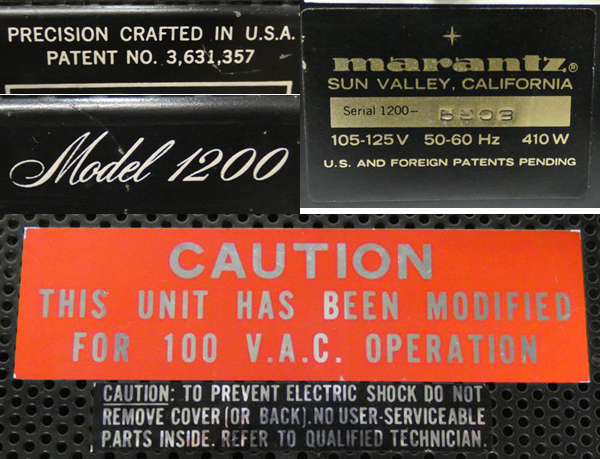 PRECISION CRAFTED IN U.S.A.
PATENT NO. 3,631,357
Model 1200
marantz®
SUN VALLEY, CALIFORNIA
Serial 1200–
105-125V 50-60 Hz 410 W
U.S. AND FOREIGN PATENTS PENDING
CAUTION
THIS UNIT HAS BEEN MODIFIED
FOR 100 V.A.C. OPERATION
CAUTION: TO PREVENT ELECTRIC SHOCK DO NOT
REMOVE COVER (OR BACK). NO USER-SERVICEABLE
PARTS INSIDE. REFER TO QUALIFIED TECHNICIAN.